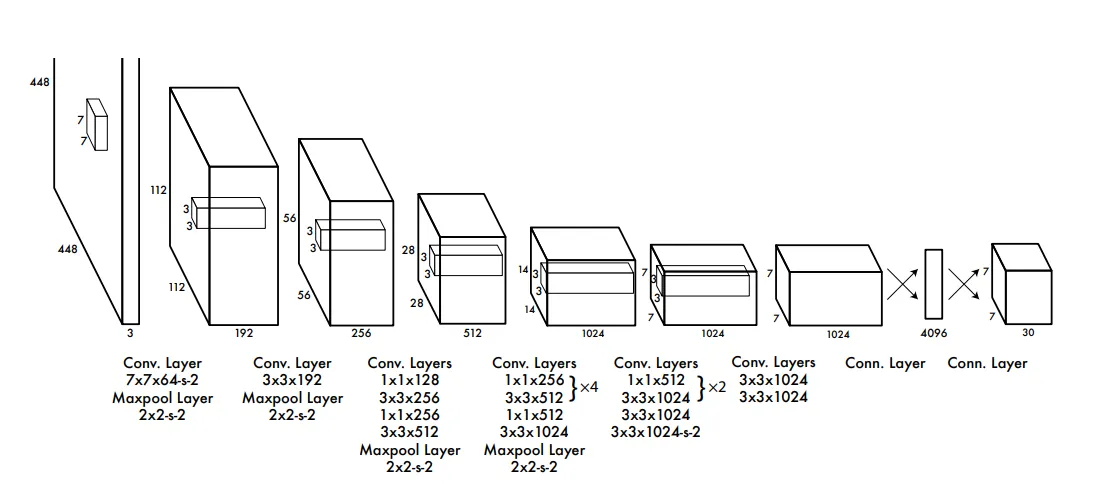 448
7
7
448
3
112
3
3
112
192
56
3
3
56
256
28
3
3
28
512
14
3
3
14
1024
7
3
3
7
1024
7
7
1024
4096
7
7
30
Conv. Layer
7x7x64-s-2
Maxpool Layer
2x2-s-2
Conv. Layer
3x3x192
Maxpool Layer
2x2-s-2
Conv. Layers
1x1x128
3x3x256
1x1x256
3x3x512
Maxpool Layer
2x2-s-2
Conv. Layers
1x1x256
3x3x512 }×4
1x1x512
3x3x1024
Maxpool Layer
2x2-s-2
Conv. Layers
1x1x512
3x3x1024 }×2
3x3x1024
3x3x1024-s-2
Conv. Layers
3x3x1024
3x3x1024
Conn. Layer
Conn. Layer